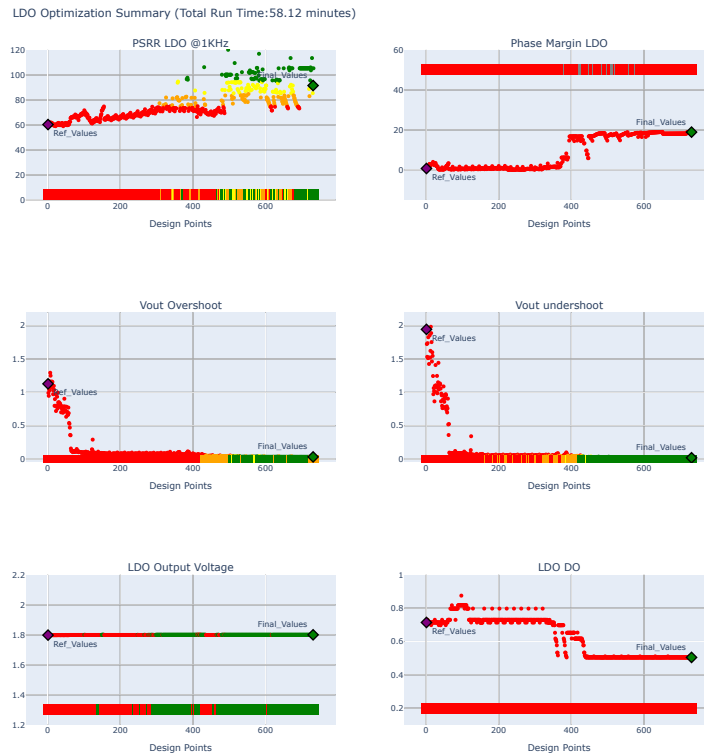 LDO Optimization Summary (Total Run Time:58.12 minutes)
PSRR LDO @1KHz
120
100
80
60
40
20
0
Final_Values
Ref_Values
0 200 400 600
Design Points
Phase Margin LDO
60
40
20
0
Final_Values
Ref_Values
0 200 400 600
Design Points
Vout Overshoot
2
1.5
1
0.5
0
Ref_Values
Final_Values
0 200 400 600
Design Points
Vout undershoot
2
1.5
1
0.5
0
Ref_Values
Final_Values
0 200 400 600
Design Points
LDO Output Voltage
2.2
2
1.8
1.6
1.4
1.2
Final_Values
Ref_Values
0 200 400 600
Design Points
LDO DO
1
0.8
0.6
0.4
0.2
Ref_Values
Final_Values
0 200 400 600
Design Points